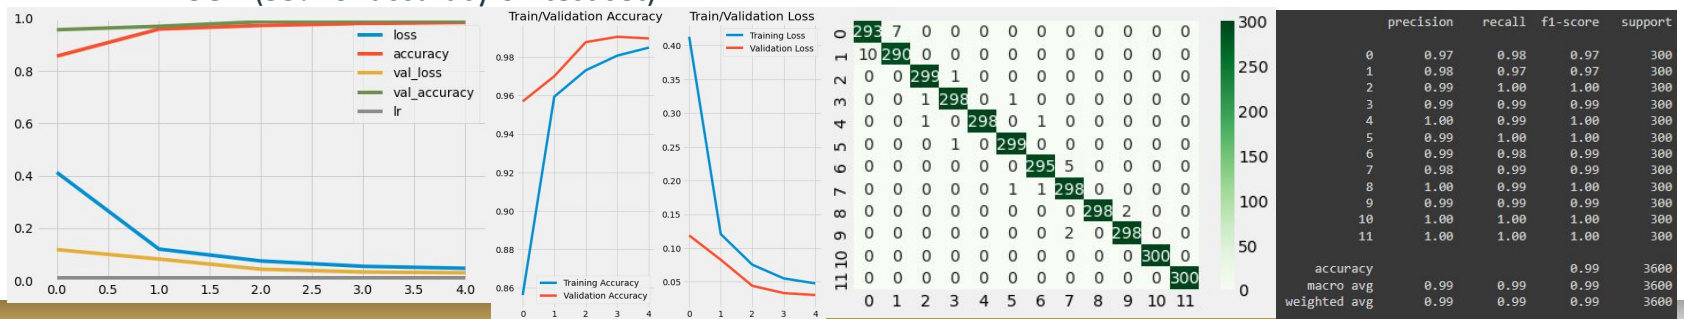 1.0
0.8
0.6
0.4
0.2
0.0
0.0 0.5 1.0 1.5 2.0 2.5 3.0 3.5 4.0
loss
accuracy
val_loss
val_accuracy
lr
Train/Validation Accuracy
0.98
0.96
0.94
0.92
0.90
0.88
0.86
Training Accuracy
Validation Accuracy
0 1 2 3 4
Train/Validation Loss
Training Loss
Validation Loss
0.40
0.35
0.30
0.25
0.20
0.15
0.10
0.05
0 1 2 3 4
0 293 7 0 0 0 0 0 0 0 0 0 0
1 10 290 0 0 0 0 0 0 0 0 0 0
2 0 0 299 1 0 0 0 0 0 0 0 0
3 0 0 1 298 0 1 0 0 0 0 0 0
4 0 0 1 0 298 0 1 0 0 0 0 0
5 0 0 0 1 0 299 0 0 0 0 0 0
6 0 0 0 0 0 0 295 5 0 0 0 0
7 0 0 0 0 0 1 1 298 0 0 0 0
8 0 0 0 0 0 0 0 0 298 2 0 0
9 0 0 0 0 0 0 0 2 0 298 0 0
10 0 0 0 0 0 0 0 0 0 0 300 0
11 0 0 0 0 0 0 0 0 0 0 0 300
0 1 2 3 4 5 6 7 8 9 10 11
300
250
200
150
100
50
0
precision recall f1-score support
0 0.97 0.98 0.97 300
1 0.98 0.97 0.97 300
2 0.99 1.00 1.00 300
3 0.99 0.99 0.99 300
4 1.00 0.99 1.00 300
5 0.99 1.00 1.00 300
6 0.99 0.98 0.99 300
7 0.98 0.99 0.99 300
8 1.00 0.99 1.00 300
9 0.99 0.99 0.99 300
10 1.00 1.00 1.00 300
11 1.00 1.00 1.00 300
accuracy 0.99 3600
macro avg 0.99 0.99 0.99 3600
weighted avg 0.99 0.99 0.99 3600